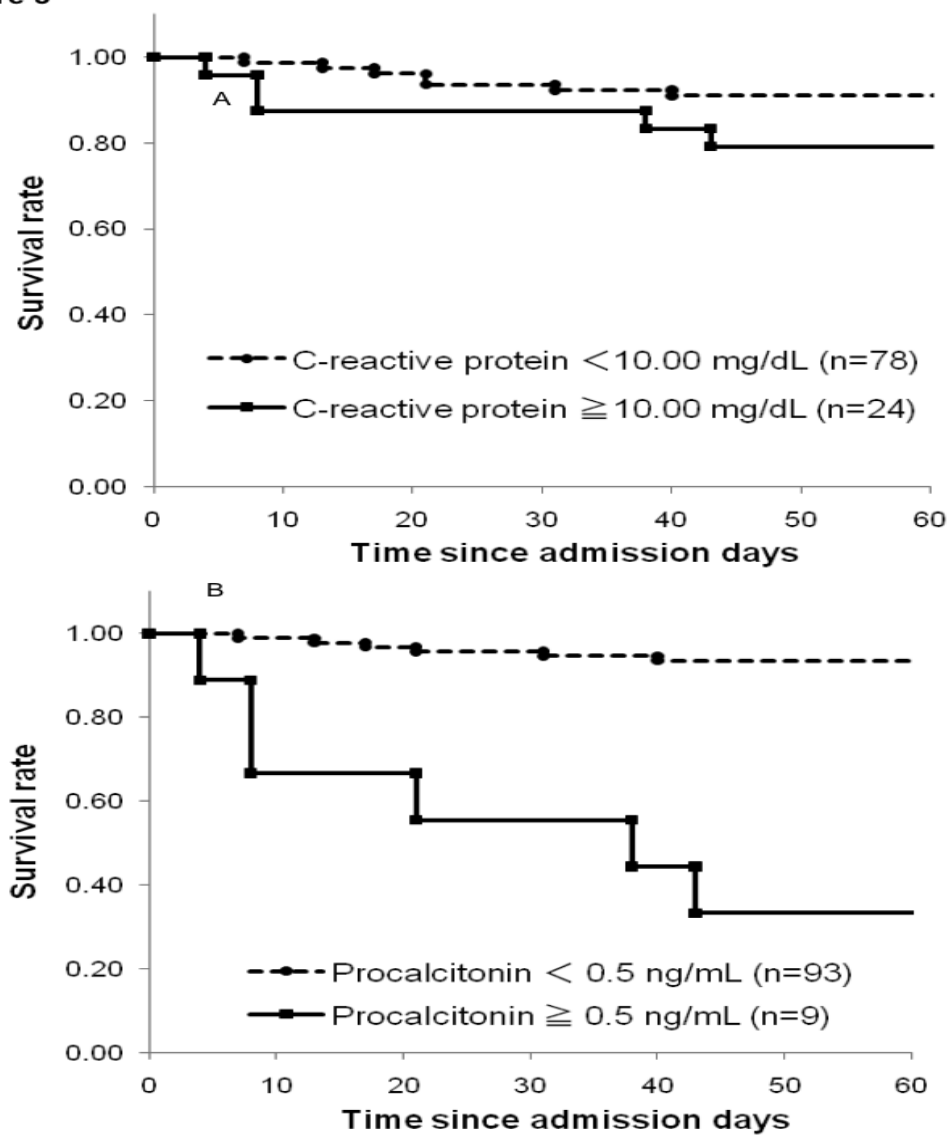 1.00
A
0.80
0.60
0.40
C-reactive protein ＜10.00 mg/dL (n=78)
0.20
C-reactive protein ≧ 10.00 mg/dL (n=24)
0.00
0 10 20 30 40 50 60
Survival rate
Time since admission days
B
1.00
0.80
0.60
0.40
0.20
Procalcitonin ＜ 0.5 ng/mL (n=93)
Procalcitonin ≧ 0.5 ng/mL (n=9)
0.00
0 10 20 30 40 50 60
Survival rate
Time since admission days